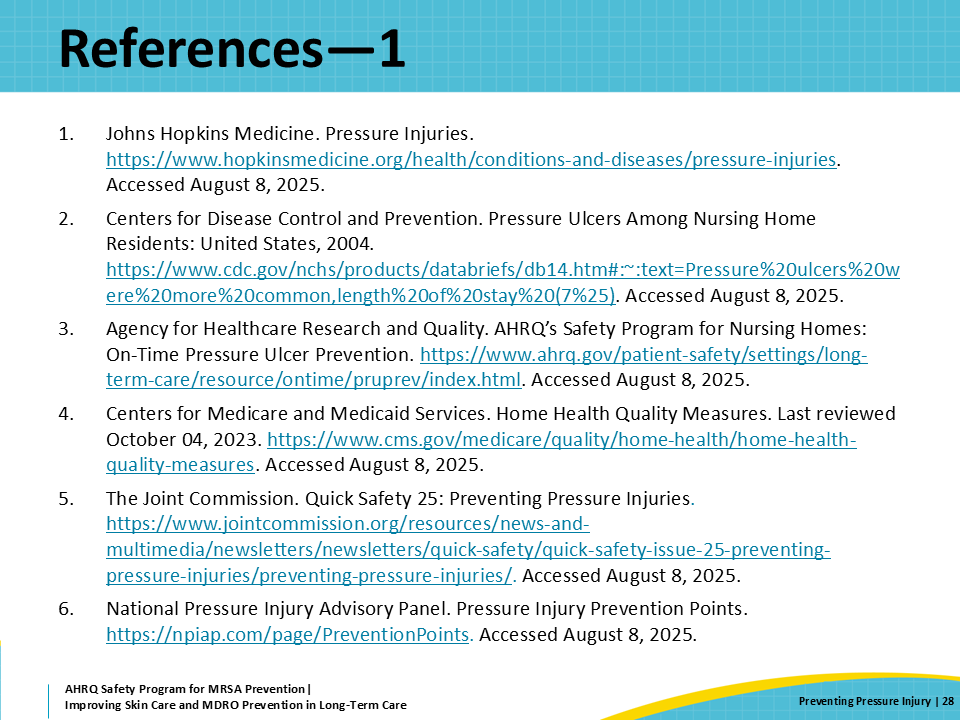 References—1
1. Johns Hopkins Medicine. Pressure Injuries.
https://www.hopkinsmedicine.org/health/conditions-and-diseases/pressure-injuries.
Accessed August 8, 2025.
2. Centers for Disease Control and Prevention. Pressure Ulcers Among Nursing Home
Residents: United States, 2004.
https://www.cdc.gov/nchs/products/databriefs/db14.htm#:~:text=Pressure%20ulcers%20w
ere%20more%20common,length%20of%20stay%20(7%25). Accessed August 8, 2025.
3. Agency for Healthcare Research and Quality. AHRQ’s Safety Program for Nursing Homes:
On-Time Pressure Ulcer Prevention. https://www.ahrq.gov/patient-safety/settings/long-
term-care/resource/ontime/pruprev/index.html. Accessed August 8, 2025.
4. Centers for Medicare and Medicaid Services. Home Health Quality Measures. Last reviewed
October 04, 2023. https://www.cms.gov/medicare/quality/home-health/home-health-
quality-measures. Accessed August 8, 2025.
5. The Joint Commission. Quick Safety 25: Preventing Pressure Injuries.
https://www.jointcommission.org/resources/news-and-
multimedia/newsletters/newsletters/quick-safety/quick-safety-issue-25-preventing-
pressure-injuries/preventing-pressure-injuries/. Accessed August 8, 2025.
6. National Pressure Injury Advisory Panel. Pressure Injury Prevention Points.
https://npiap.com/page/PreventionPoints. Accessed August 8, 2025.
AHRQ Safety Program for MRSA Prevention|
Improving Skin Care and MDRO Prevention in Long-Term Care
Preventing Pressure Injury | 28